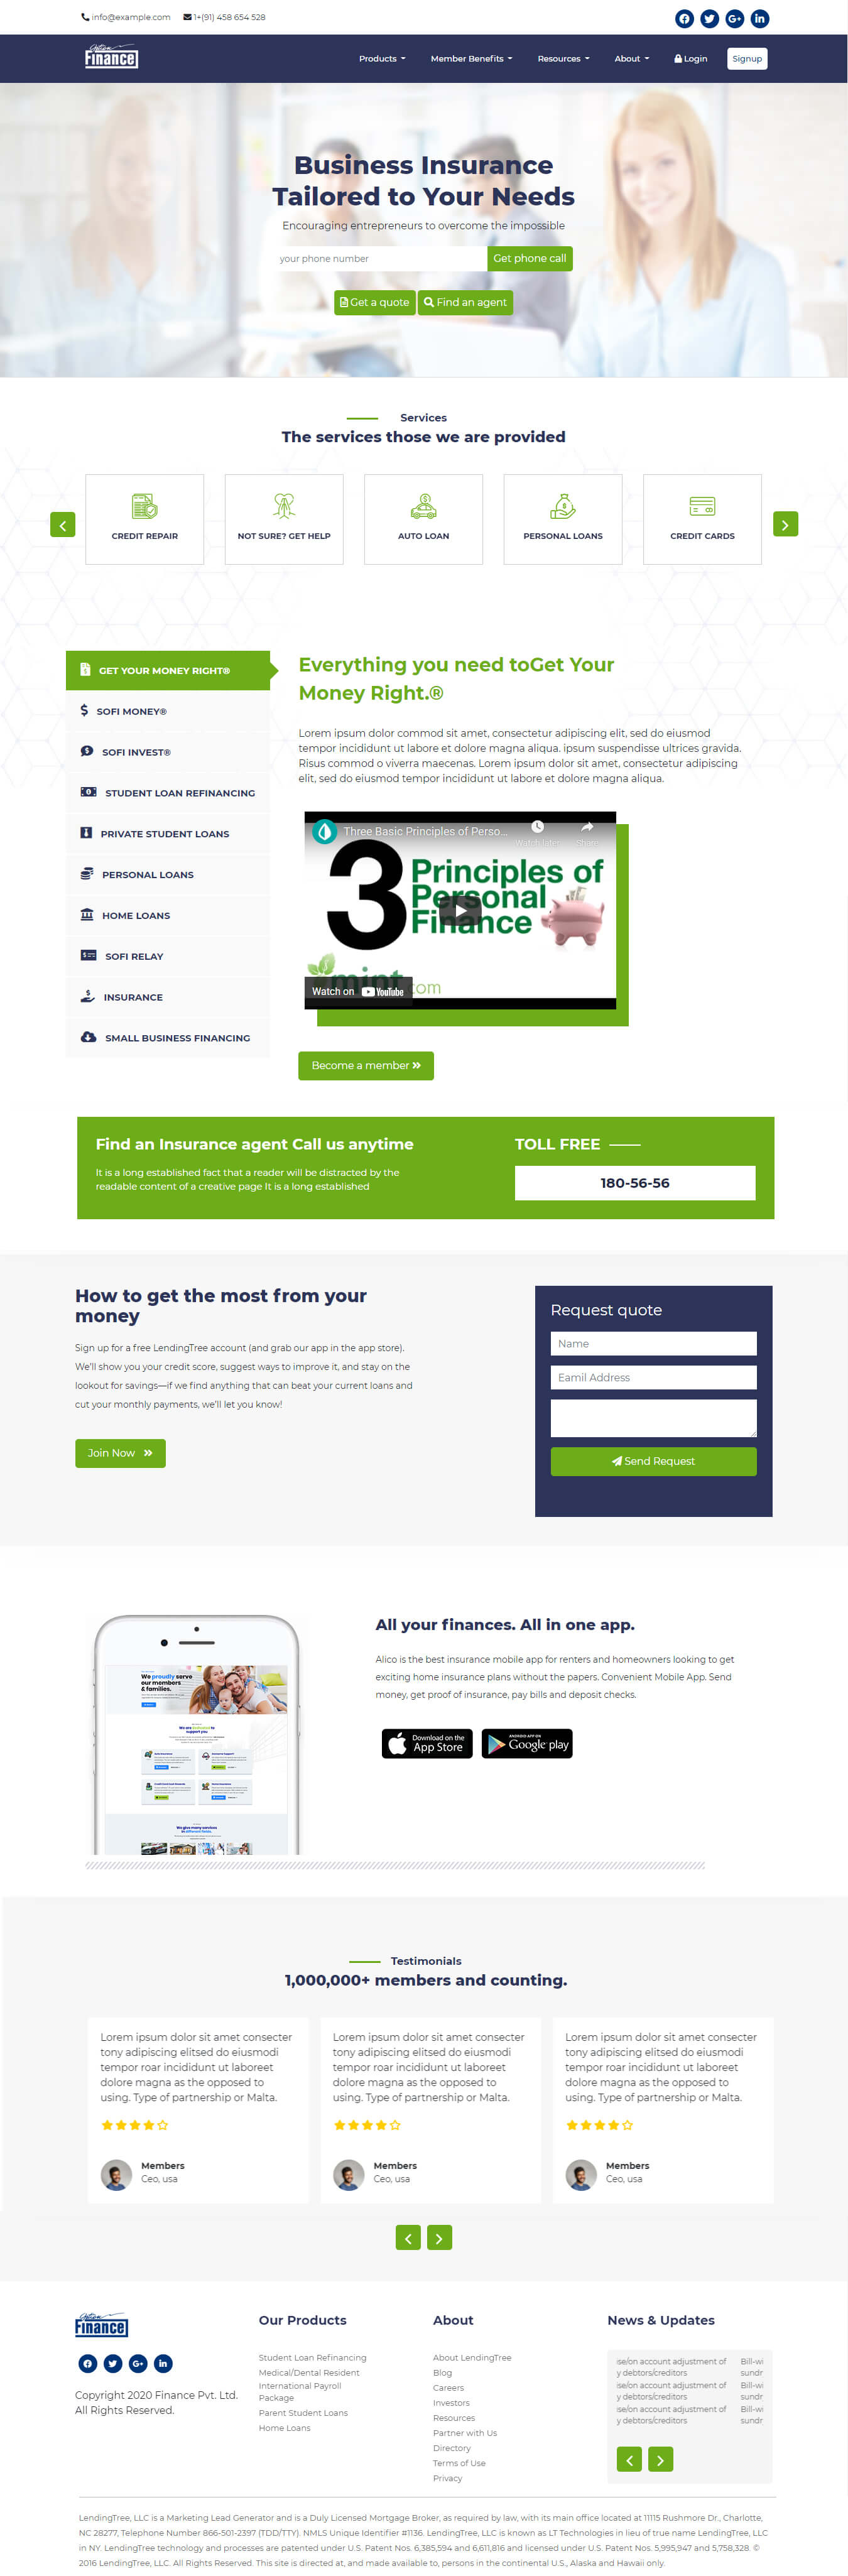 info@example.com 1+(91) 458 654 528
Option
Finance
Products Member Benefits Resources About Login Signup
Business Insurance
Tailored to Your Needs
Encouraging entrepreneurs to overcome the impossible
your phone number Get phone call
Get a quote Find an agent
Services
The services those we are provided
CREDIT REPAIR NOT SURE? GET HELP AUTO LOAN PERSONAL LOANS CREDIT CARDS
GET YOUR MONEY RIGHT®
SOFI MONEY®
SOFI INVEST®
STUDENT LOAN REFINANCING
PRIVATE STUDENT LOANS
PERSONAL LOANS
HOME LOANS
SOFI RELAY
INSURANCE
SMALL BUSINESS FINANCING
Everything you need toGet Your
Money Right.®
Lorem ipsum dolor commod sit amet, consectetur adipiscing elit, sed do eiusmod
tempor incididunt ut labore et dolore magna aliqua. ipsum suspendisse ultrices gravida.
Risus commod o viverra maecenas. Lorem ipsum dolor sit amet, consectetur adipiscing
elit, sed do eiusmod tempor incididunt ut labore et dolore magna aliqua.
Three Basic Principles of Perso...
Watch later Share
3 Principles of
Personal
Finance
mint.com
Watch on YouTube
Become a member
Find an Insurance agent Call us anytime
It is a long established fact that a reader will be distracted by the
readable content of a creative page It is a long established
TOLL FREE
180-56-56
How to get the most from your
money
Sign up for a free LendingTree account (and grab our app in the app store).
We'll show you your credit score, suggest ways to improve it, and stay on the
lookout for savings—if we find anything that can beat your current loans and
cut your monthly payments, we'll let you know!
Join Now
Request quote
Name
Eamil Address
Send Request
We proudly serve
our members
& families.
We are
support you
We give many services
All your finances. All in one app.
Alico is the best insurance mobile app for renters and homeowners looking to get
exciting home insurance plans without the papers. Convenient Mobile App. Send
money, get proof of insurance, pay bills and deposit checks.
Download on the
App Store
ANDROID APP ON
Google play
Testimonials
1,000,000+ members and counting.
Lorem ipsum dolor sit amet consecter
tony adipiscing elitsed do eiusmodi
tempor roar incididunt ut laboreet
dolore magna as the opposed to
using. Type of partnership or Malta.
Members
Ceo, usa
Lorem ipsum dolor sit amet consecter
tony adipiscing elitsed do eiusmodi
tempor roar incididunt ut laboreet
dolore magna as the opposed to
using. Type of partnership or Malta.
Members
Ceo, usa
Lorem ipsum dolor sit amet consecter
tony adipiscing elitsed do eiusmodi
tempor roar incididunt ut laboreet
dolore magna as the opposed to
using. Type of partnership or Malta.
Members
Ceo, usa
Option
Finance
Copyright 2020 Finance Pvt. Ltd.
All Rights Reserved.
Our Products
Student Loan Refinancing
Medical/Dental Resident
International Payroll
Package
Parent Student Loans
Home Loans
About
About LendingTree
Blog
Careers
Investors
Resources
Partner with Us
Directory
Terms of Use
Privacy
News & Updates
ise/on account adjustment of Bill-wi
y debtors/creditors sundr
ise/on account adjustment of Bill-wi
y debtors/creditors sundr
ise/on account adjustment of Bill-wi
y debtors/creditors sundr
LendingTree, LLC is a Marketing Lead Generator and is a Duly Licensed Mortgage Broker, as required by law, with its main office located at 11115 Rushmore Dr., Charlotte,
NC 28277, Telephone Number 866-501-2397 (TDD/TTY). NMLS Unique Identifier #1136. LendingTree, LLC is known as LT Technologies in lieu of true name LendingTree, LLC
in NY. LendingTree technology and processes are patented under U.S. Patent Nos. 6,385,594 and 6,611,816 and licensed under U.S. Patent Nos. 5,995,947 and 5,758,328. ©
2016 LendingTree, LLC. All Rights Reserved. This site is directed at, and made available to, persons in the continental U.S., Alaska and Hawaii only.